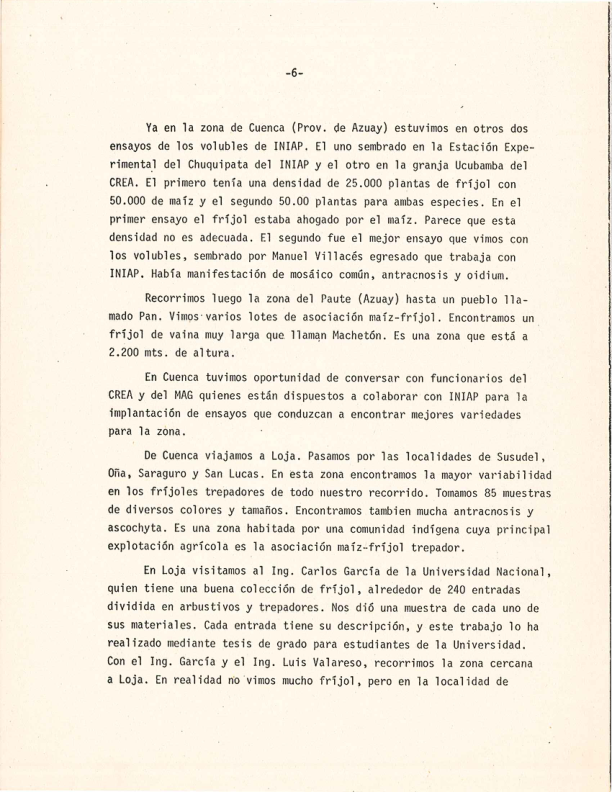 -6-
Ya en la zona de Cuenca (Prov. de Azuay) estuvimos en otros dos
ensayos de los volubles de INIAP. El uno sembrado en la Estación Expe-
rimental del Chuquipata del INIAP y el otro en la granja Ucubamba del
CREA. El primero tenía una densidad de 25.000 plantas de fríjol con
50.000 de maíz y el segundo 50.00 plantas para ambas especies. En el
primer ensayo el fríjol estaba ahogado por el maíz. Parece que esta
densidad no es adecuada. El segundo fue el mejor ensayo que vimos con
los volubles, sembrado por Manuel Villacés egresado que trabaja con
INIAP. Había manifestación de mosáico común, antracnosis y oidium.
Recorrimos luego la zona del Paute (Azuay) hasta un pueblo lla-
mado Pan. Vimos varios lotes de asociación maíz-fríjol. Encontramos un
fríjol de vaina muy larga que llaman Machetón. Es una zona que está a
2.200 mts. de altura.
En Cuenca tuvimos oportunidad de conversar con funcionarios del
CREA y del MAG quienes están dispuestos a colaborar con INIAP para la
implantación de ensayos que conduzcan a encontrar mejores variedades
para la zona.
De Cuenca viajamos a Loja. Pasamos por las localidades de Susudel,
Oña, Saraguro y San Lucas. En esta zona encontramos la mayor variabilidad
en los fríjoles trepadores de todo nuestro recorrido. Tomamos 85 muestras
de diversos colores y tamaños. Encontramos tambien mucha antracnosis y
ascochyta. Es una zona habitada por una comunidad indígena cuya principal
explotación agrícola es la asociación maíz-fríjol trepador.
En Loja visitamos al Ing. Carlos García de la Universidad Nacional,
quien tiene una buena colección de fríjol, alrededor de 240 entradas
dividida en arbustivos y trepadores. Nos dió una muestra de cada uno de
sus materiales. Cada entrada tiene su descripción, y este trabajo lo ha
realizado mediante tesis de grado para estudiantes de la Universidad.
Con el Ing. García y el Ing. Luis Valareso, recorrimos la zona cercana
a Loja. En realidad no vimos mucho fríjol, pero en la localidad de